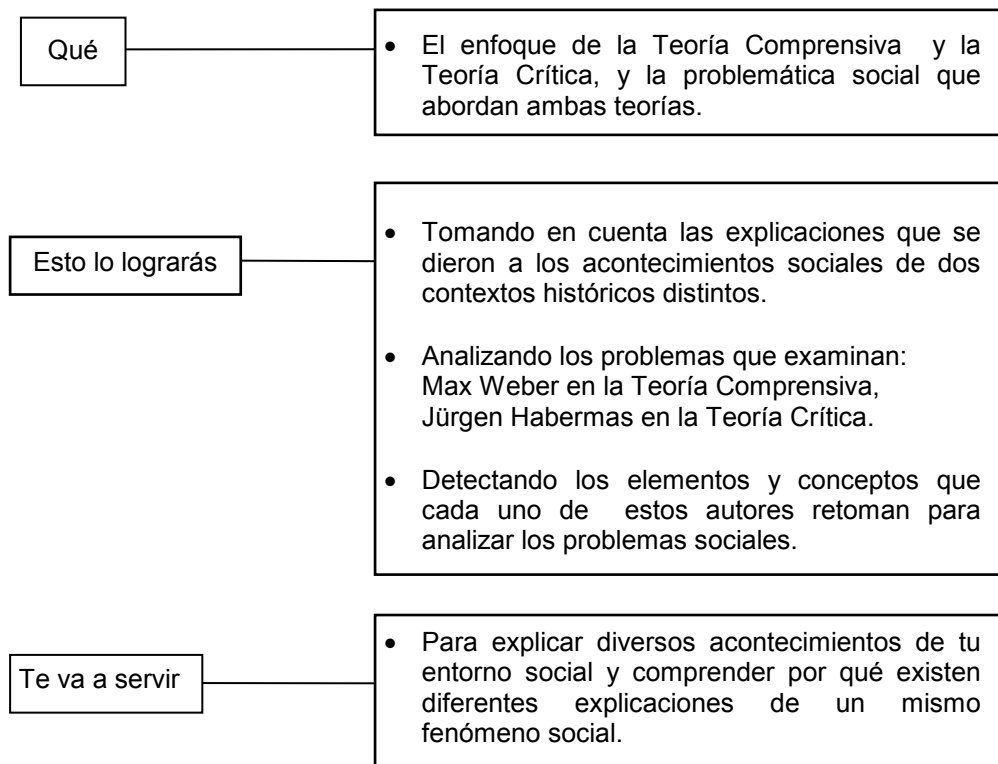 Qué
• El enfoque de la Teoría Comprensiva y la
Teoría Crítica, y la problemática social que
abordan ambas teorías.
Esto lo lograrás
• Tomando en cuenta las explicaciones que se
dieron a los acontecimientos sociales de dos
contextos históricos distintos.
• Analizando los problemas que examinan:
Max Weber en la Teoría Comprensiva,
Jürgen Habermas en la Teoría Crítica.
• Detectando los elementos y conceptos que
cada uno de estos autores retoman para
analizar los problemas sociales.
Te va a servir
• Para explicar diversos acontecimientos de tu
entorno social y comprender por qué existen
diferentes explicaciones de un mismo
fenómeno social.